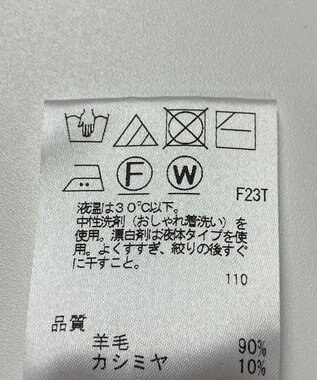 F W
F23T
液温は30℃以下。
中性洗剤(おしゃれ着洗い)を
使用。漂白剤は液体タイプを使
用。よくすすぎ、絞りの後すぐ
に干すこと。
110
品質
羊毛 90%
カシミヤ 10%